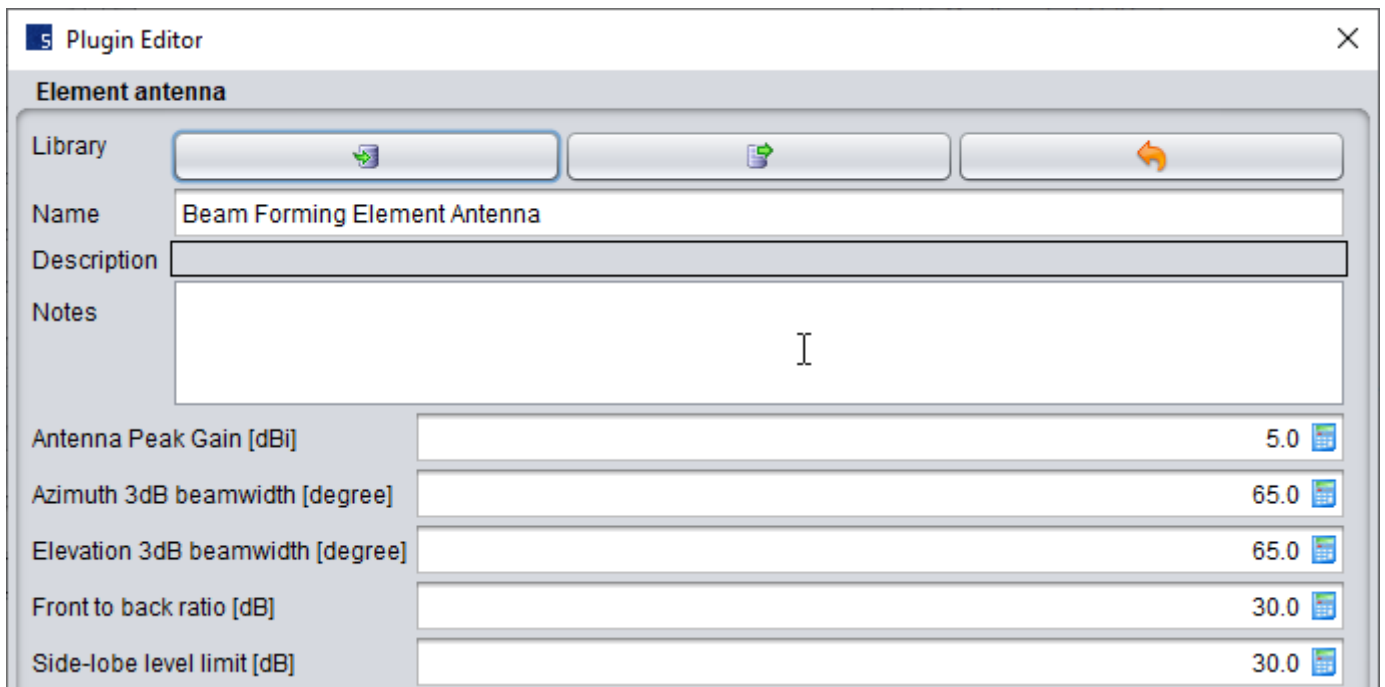 S Plugin Editor
Element antenna
Library
Name Beam Forming Element Antenna
Description
Notes
Antenna Peak Gain [dBi] 5.0
Azimuth 3dB beamwidth [degree] 65.0
Elevation 3dB beamwidth [degree] 65.0
Front to back ratio [dB] 30.0
Side-lobe level limit [dB] 30.0